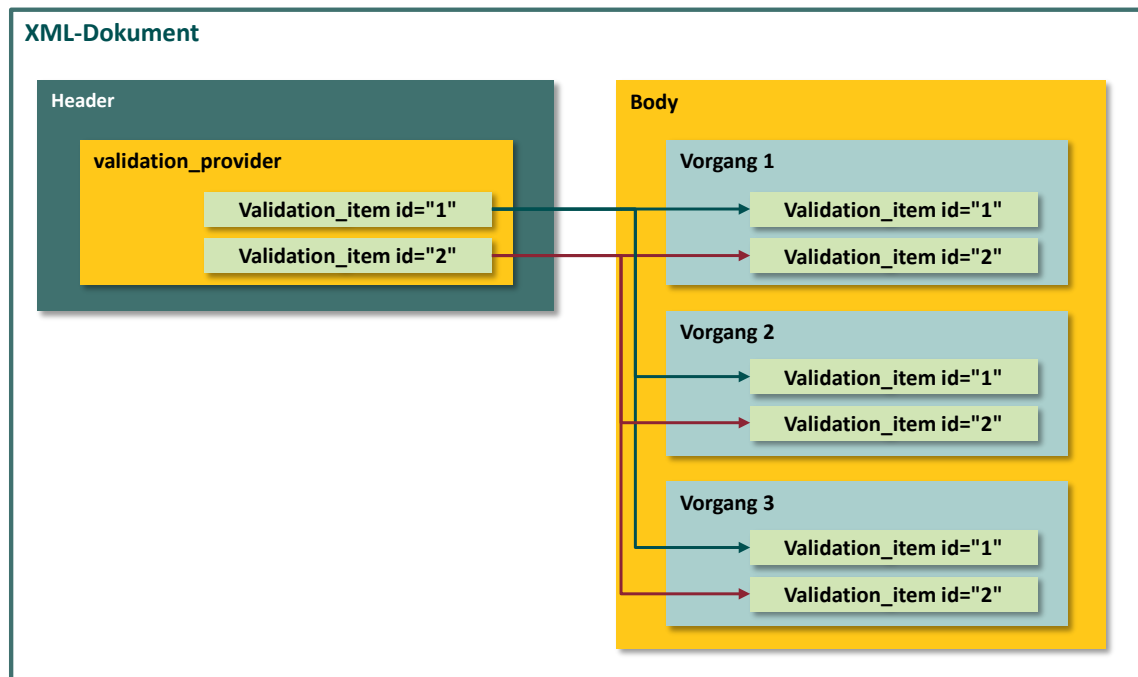 XML-Dokument
Header
validation_provider
Validation_item id="1"
Validation_item id="2"
Body
Vorgang 1
Validation_item id="1"
Validation_item id="2"
Vorgang 2
Validation_item id="1"
Validation_item id="2"
Vorgang 3
Validation_item id="1"
Validation_item id="2"